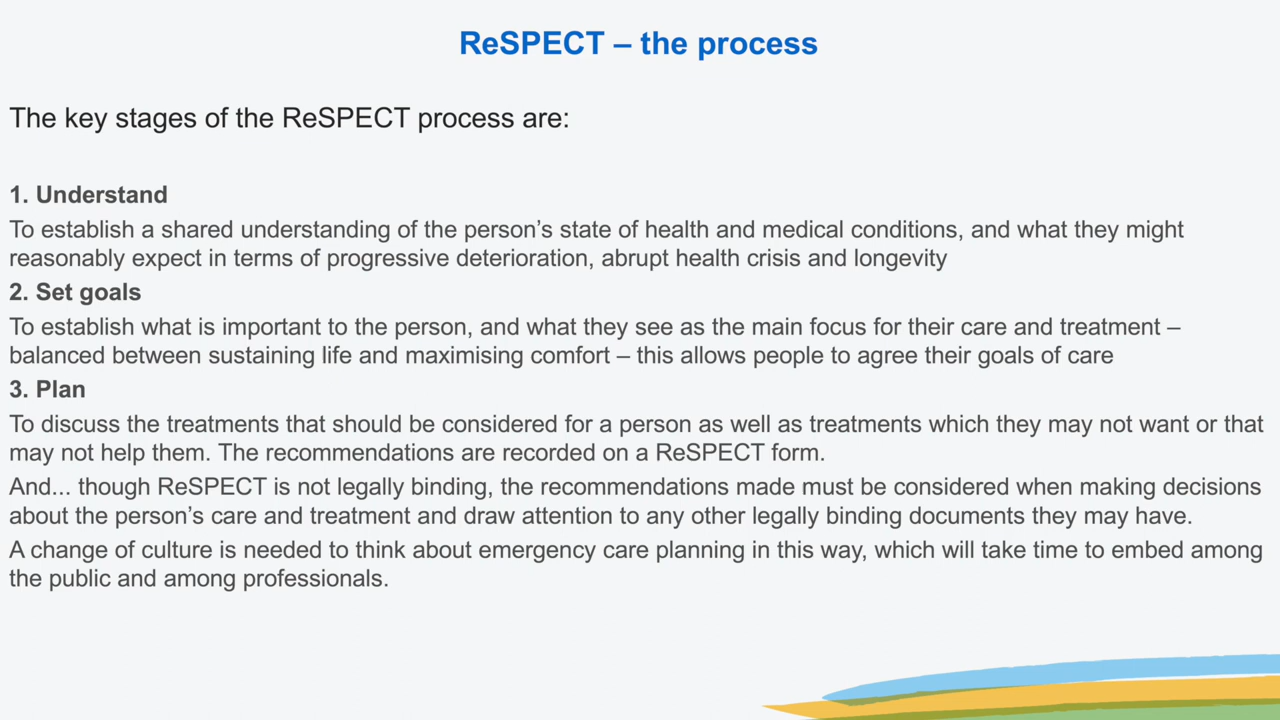 ReSPECT – the process
The key stages of the ReSPECT process are:
1. Understand
To establish a shared understanding of the person’s state of health and medical conditions, and what they might
reasonably expect in terms of progressive deterioration, abrupt health crisis and longevity
2. Set goals
To establish what is important to the person, and what they see as the main focus for their care and treatment –
balanced between sustaining life and maximising comfort – this allows people to agree their goals of care
3. Plan
To discuss the treatments that should be considered for a person as well as treatments which they may not want or that
may not help them. The recommendations are recorded on a ReSPECT form.
And... though ReSPECT is not legally binding, the recommendations made must be considered when making decisions
about the person’s care and treatment and draw attention to any other legally binding documents they may have.
A change of culture is needed to think about emergency care planning in this way, which will take time to embed among
the public and among professionals.